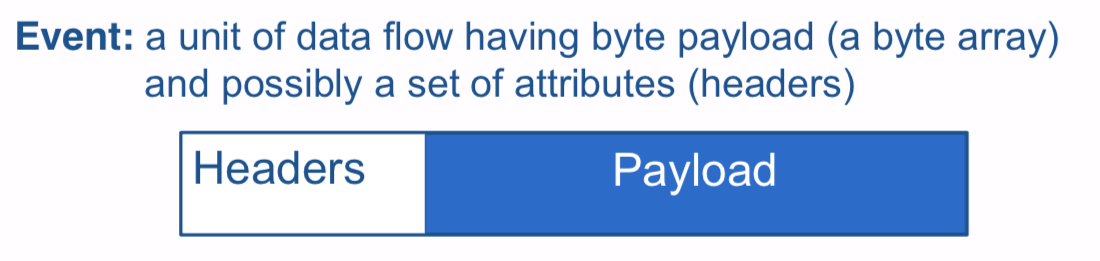 Event: a unit of data flow having byte payload (a byte array)
and possibly a set of attributes (headers)
Headers
Payload